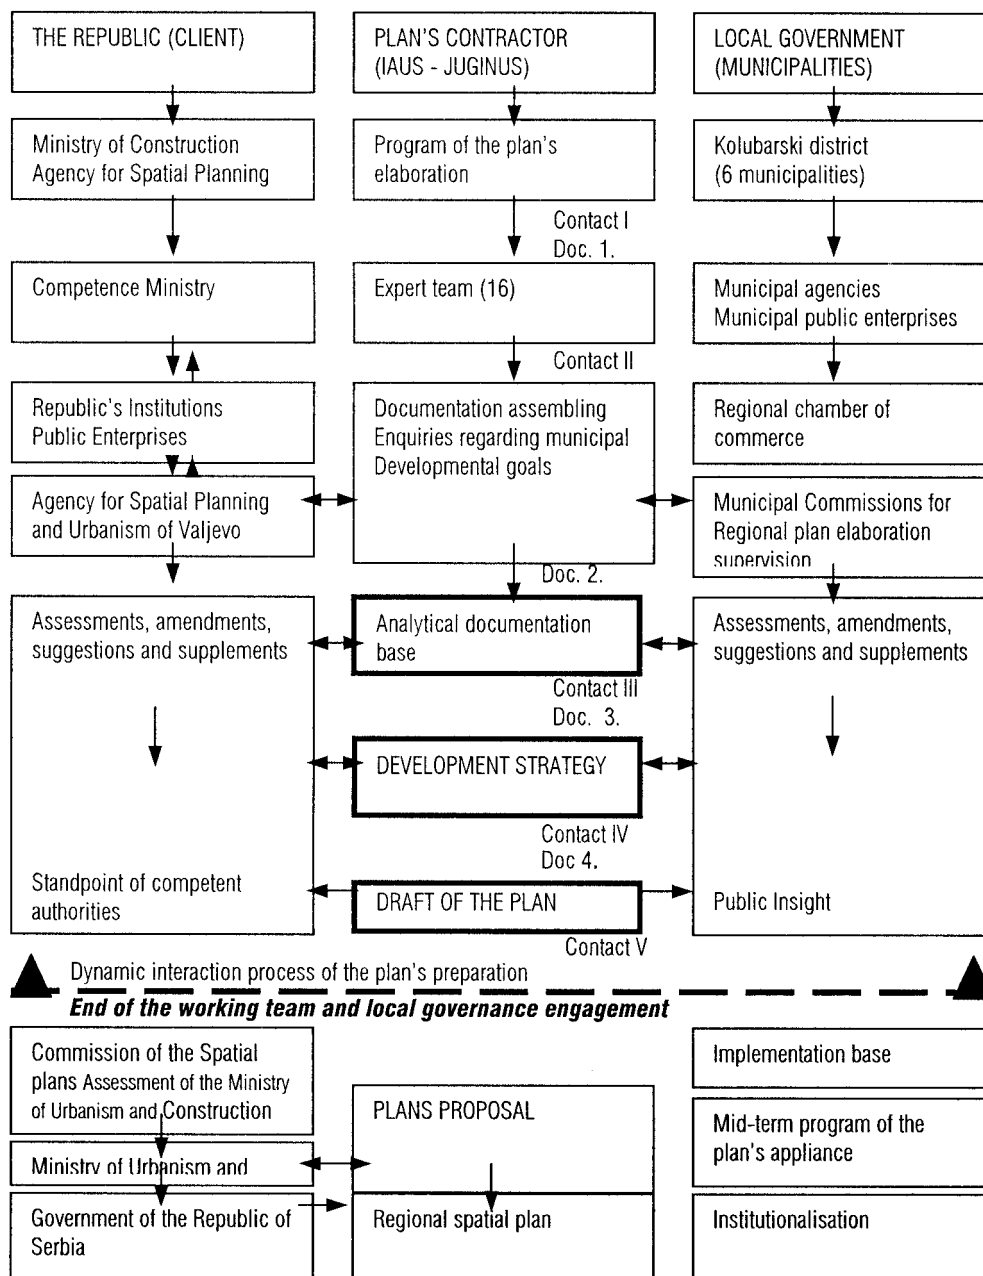 THE REPUBLIC (CLIENT)
PLAN'S CONTRACTOR
(IAUS - JUGINUS)
LOCAL GOVERNMENT
(MUNICIPALITIES)
Ministry of Construction
Agency for Spatial Planning
Program of the plan's
elaboration
Kolubarski district
(6 municipalities)
Contact I
Doc. 1.
Competence Ministry
Expert team (16)
Municipal agencies
Municipal public enterprises
Contact II
Republic's Institutions
Public Enterprises
Documentation assembling
Enquiries regarding municipal
Developmental goals
Regional chamber of
commerce
Agency for Spatial Planning
and Urbanism of Valjevo
Municipal Commissions for
Regional plan elaboration
supervision
Doc. 2.
Assessments, amendments,
suggestions and supplements
Analytical documentation
base
Assessments, amendments,
suggestions and supplements
Contact III
Doc. 3.
DEVELOPMENT STRATEGY
Contact IV
Doc 4.
Standpoint of competent
authorities
DRAFT OF THE PLAN
Public Insight
Contact V
Dynamic interaction process of the plan's preparation
End of the working team and local governance engagement
Commission of the Spatial
plans Assessment of the Ministry
of Urbanism and Construction
PLANS PROPOSAL
Implementation base
Mid-term program of the
plan's appliance
Ministry of Urbanism and
Government of the Republic of
Serbia
Regional spatial plan
Institutionalisation